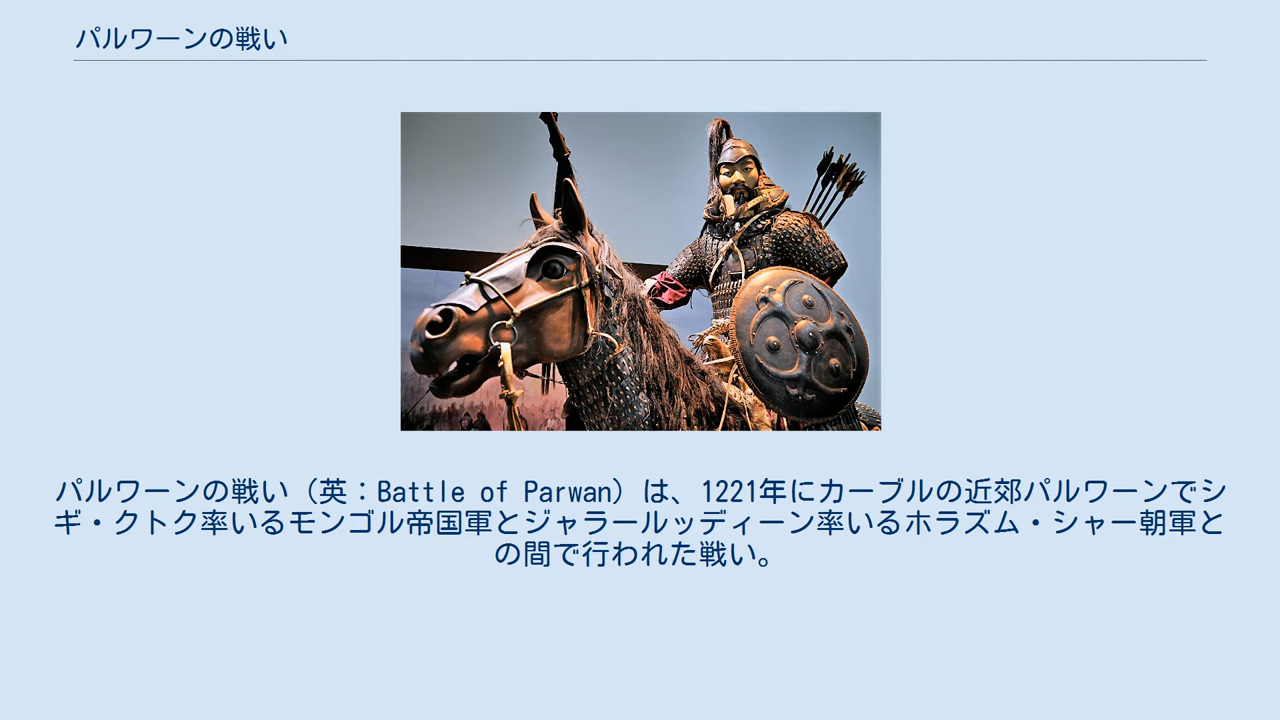 パルワーンの戦い
パルワーンの戦い（英：Battle of Parwan）は、1221年にカーブルの近郊パルワーンでシ
ギ・クトク率いるモンゴル帝国軍とジャラールッディーン率いるホラズム・シャー朝軍と
の間で行われた戦い。